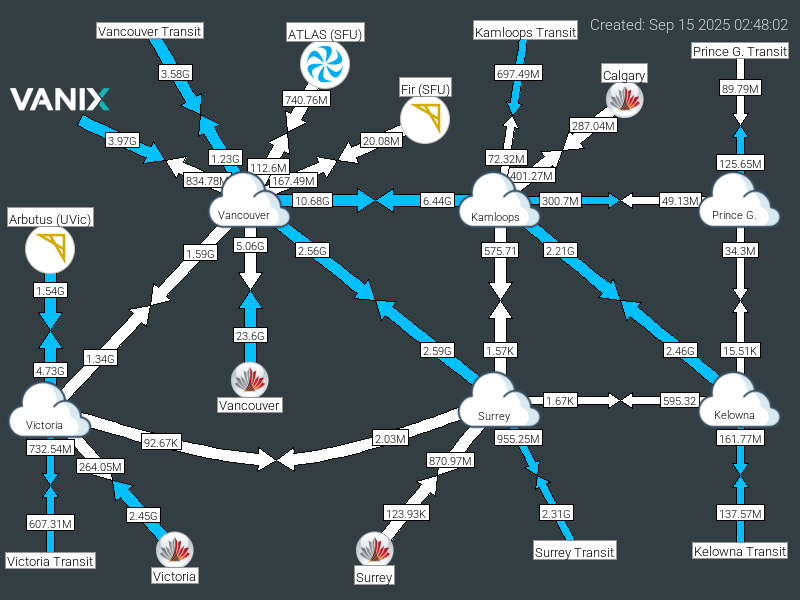 Created: Sep 15 2025 02:48:02
Vancouver Transit
ATLAS (SFU)
Kamloops Transit
Prince G. Transit
3.58G
697.49M
Calgary
VANIX
740.76M
Fir (SFU)
89.79M
287.04M
3.97G
20.08M
1.23G
72.32M
125.65M
112.6M
834.78M
167.49M
401.27M
10.68G
6.44G
300.7M
49.13M
Vancouver
Kamloops
Prince G.
Arbutus (UVic)
1.59G
5.06G
2.56G
575.71
2.21G
34.3M
1.54G
23.6G
1.34G
2.59G
1.57K
2.46G
15.51K
4.73G
Vancouver
1.67K
595.32
Victoria
Surrey
Kelowna
732.54M
92.67K
2.03M
955.25M
161.77M
264.05M
870.97M
607.31M
2.45G
123.93K
2.31G
137.57M
Victoria Transit
Victoria
Surrey
Surrey Transit
Kelowna Transit